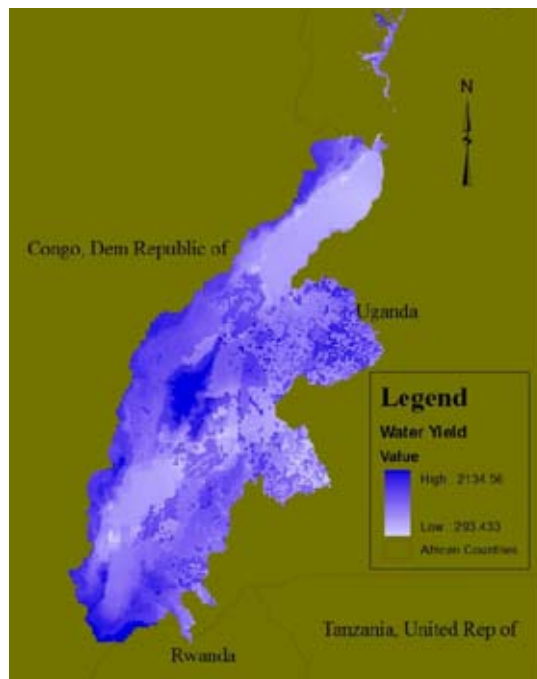 N
Congo, Dem Republic of
Uganda
Legend
Water Yield
Value
High : 2134.56
Low : 293.433
African Countries
Tanzania, United Rep of
Rwanda